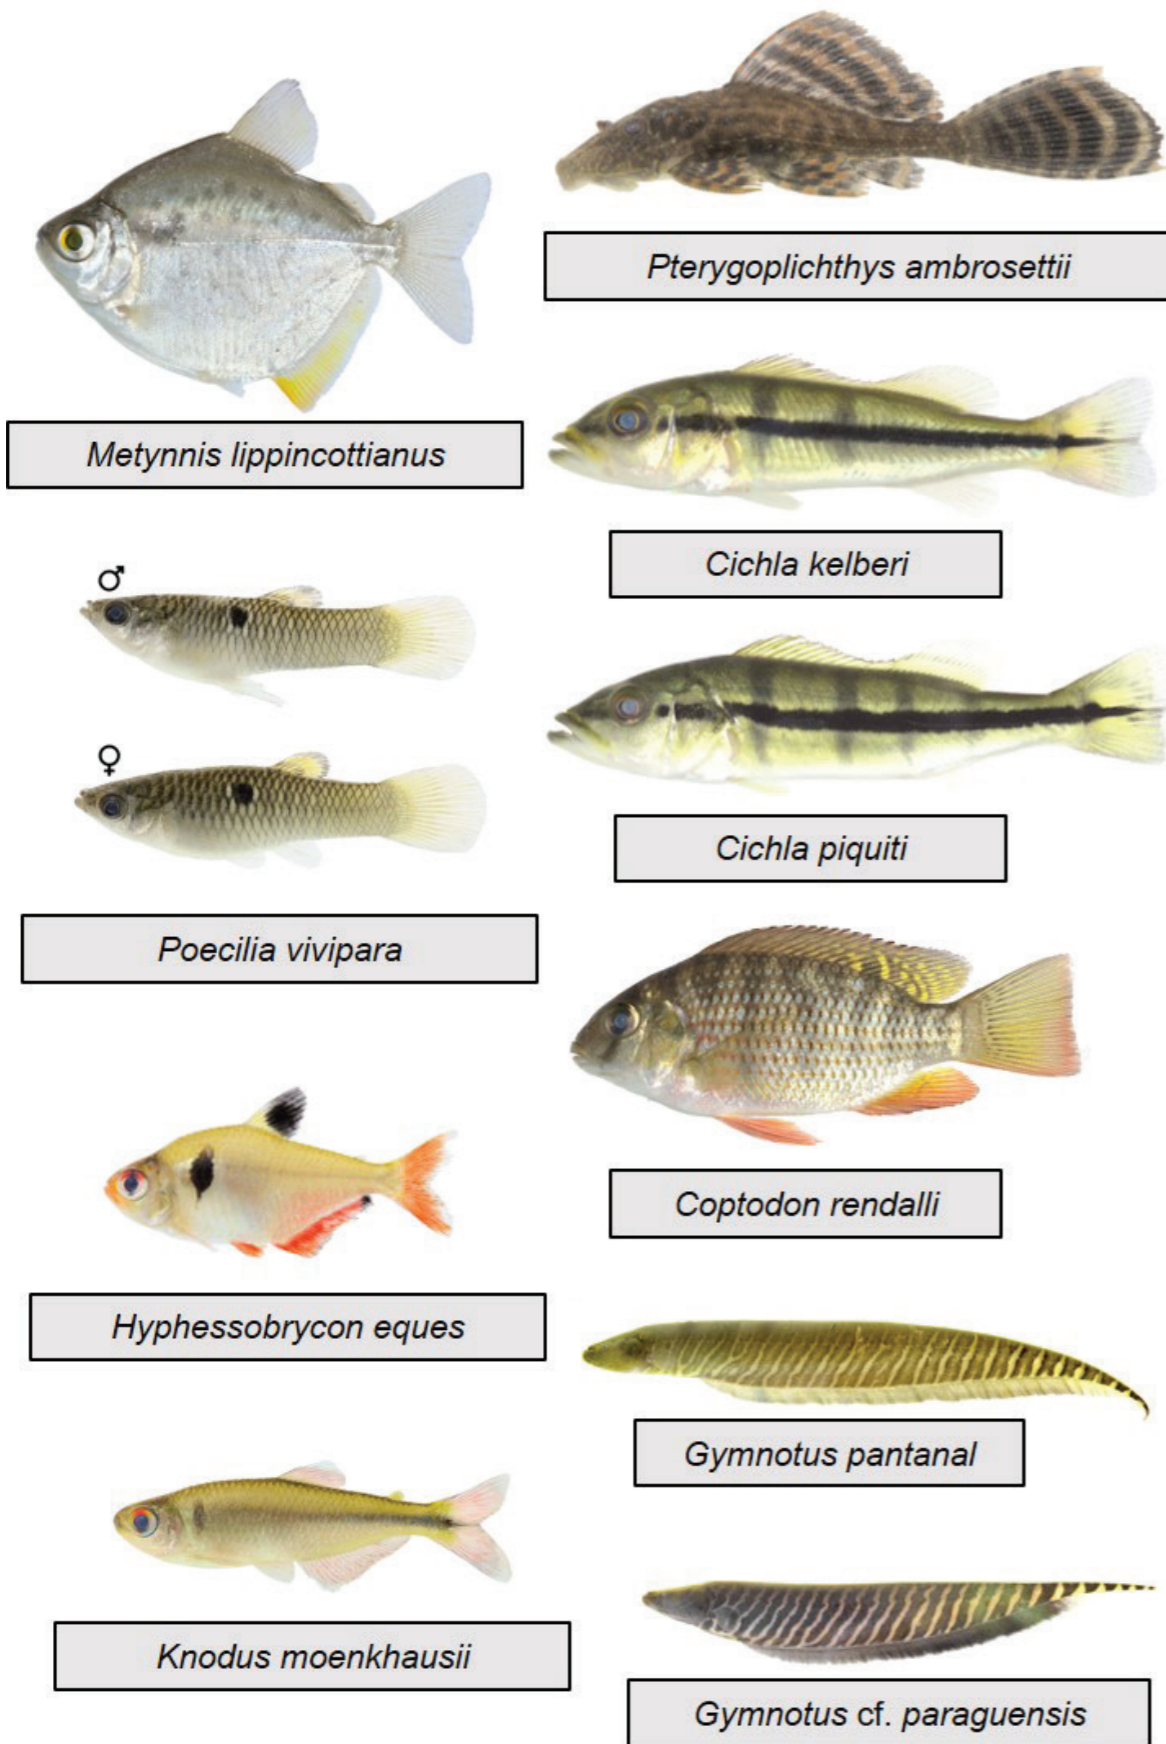 Pterygoplichthys ambrosettii
Metynnis lippincottianus
Cichla kelberi
♂
♀
Cichla piquiti
Poecilia vivipara
Coptodon rendalli
Hyphessobrycon eques
Gymnotus pantanal
Knodus moenkhausii
Gymnotus cf. paraguensis